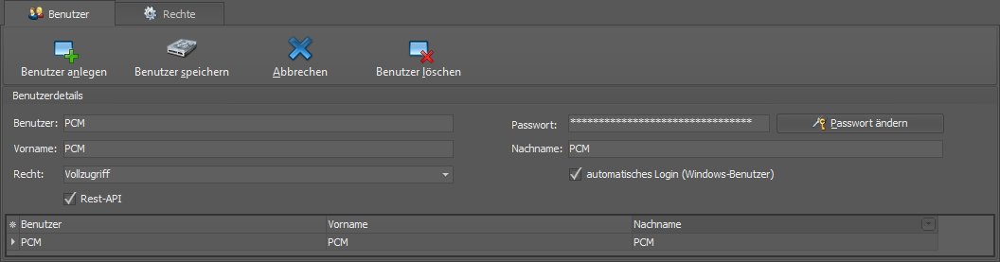 Benutzer Rechte
Benutzer anlegen Benutzer speichern Abbrechen Benutzer löschen
Benutzerdetails
Benutzer: PCM Passwort: ******************************** Passwort ändern
Vorname: PCM Nachname: PCM
Recht: Vollzugriff automatisches Login (Windows-Benutzer)
Rest-API
Benutzer Vorname Nachname
PCM PCM PCM